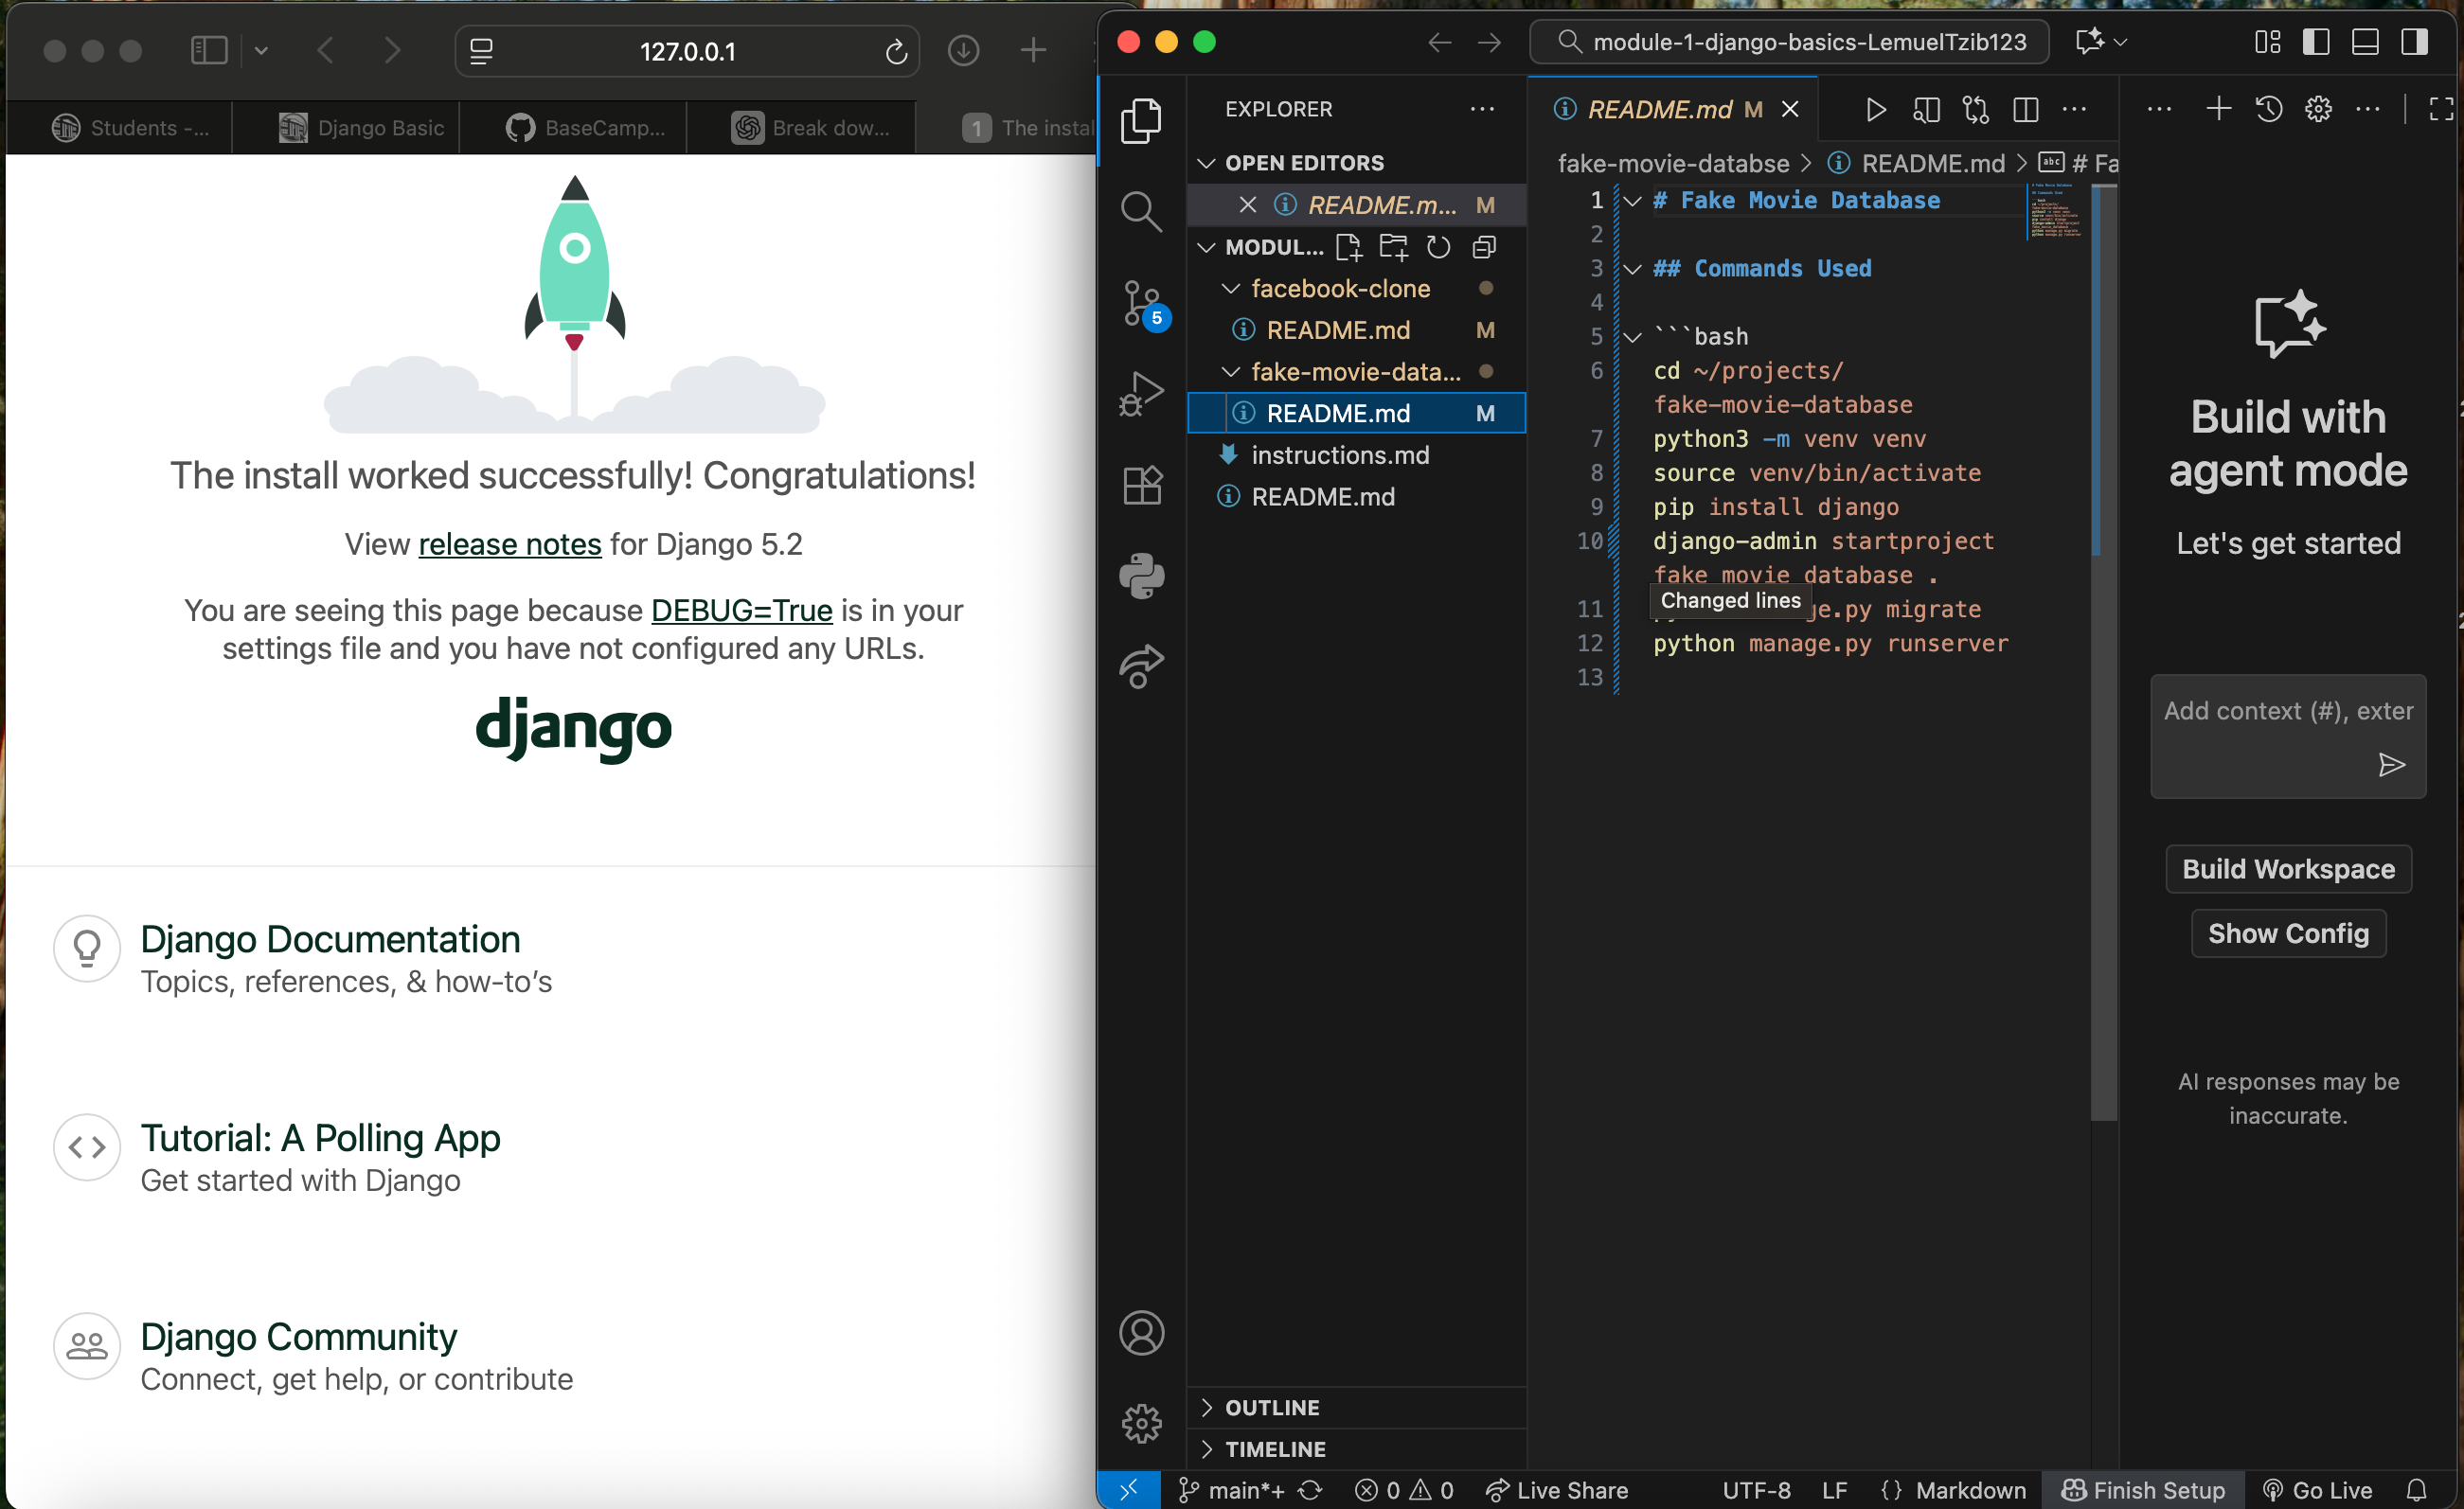 127.0.0.1
Students -...
Django Basic
BaseCamp...
Break dow...
1 The instal
The install worked successfully! Congratulations!
View release notes for Django 5.2
You are seeing this page because DEBUG=True is in your
settings file and you have not configured any URLs.
django
Django Documentation
Topics, references, & how-to’s
Tutorial: A Polling App
Get started with Django
Django Community
Connect, get help, or contribute
module-1-django-basics-LemuelTzib123
EXPLORER
OPEN EDITORS
README.m... M
MODUL...
facebook-clone
README.md M
fake-movie-data...
README.md M
instructions.md
README.md
5
OUTLINE
TIMELINE
README.md M
fake-movie-databse > README.md > # Fa
1 # Fake Movie Database
2
3 ## Commands Used
4
5 ```bash
6 cd ~/projects/
fake-movie-database
7 python3 -m venv venv
8 source venv/bin/activate
9 pip install django
10 django-admin startproject
fake_movie_database .
Changed lines
11 ge.py migrate
12 python manage.py runserver
13
Build with
agent mode
Let's get started
Add context (#), exter
Build Workspace
Show Config
AI responses may be
inaccurate.
main*+ 0 0 Live Share UTF-8 LF {} Markdown Finish Setup Go Live